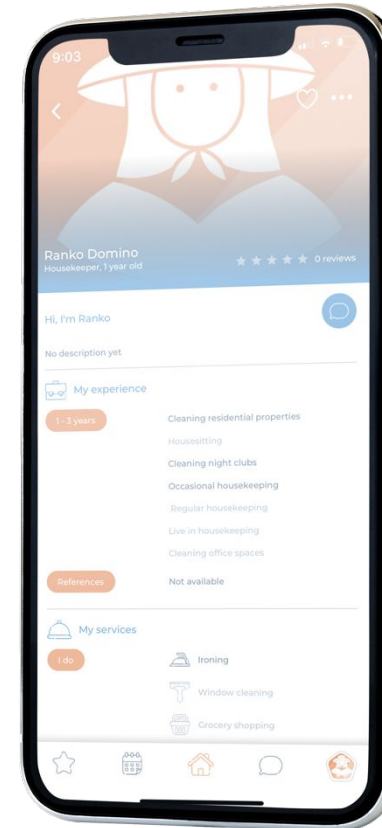 9:03
Ranko Domino
Housekeeper, 1 year old
0 reviews
Hi, I'm Ranko
No description yet
My experience
1-3 years
Cleaning residential properties
Housesitting
Cleaning night clubs
Occasional housekeeping
Regular housekeeping
Live in housekeeping
Cleaning office spaces
References
Not available
My services
I do
Ironing
Window cleaning
Grocery shopping